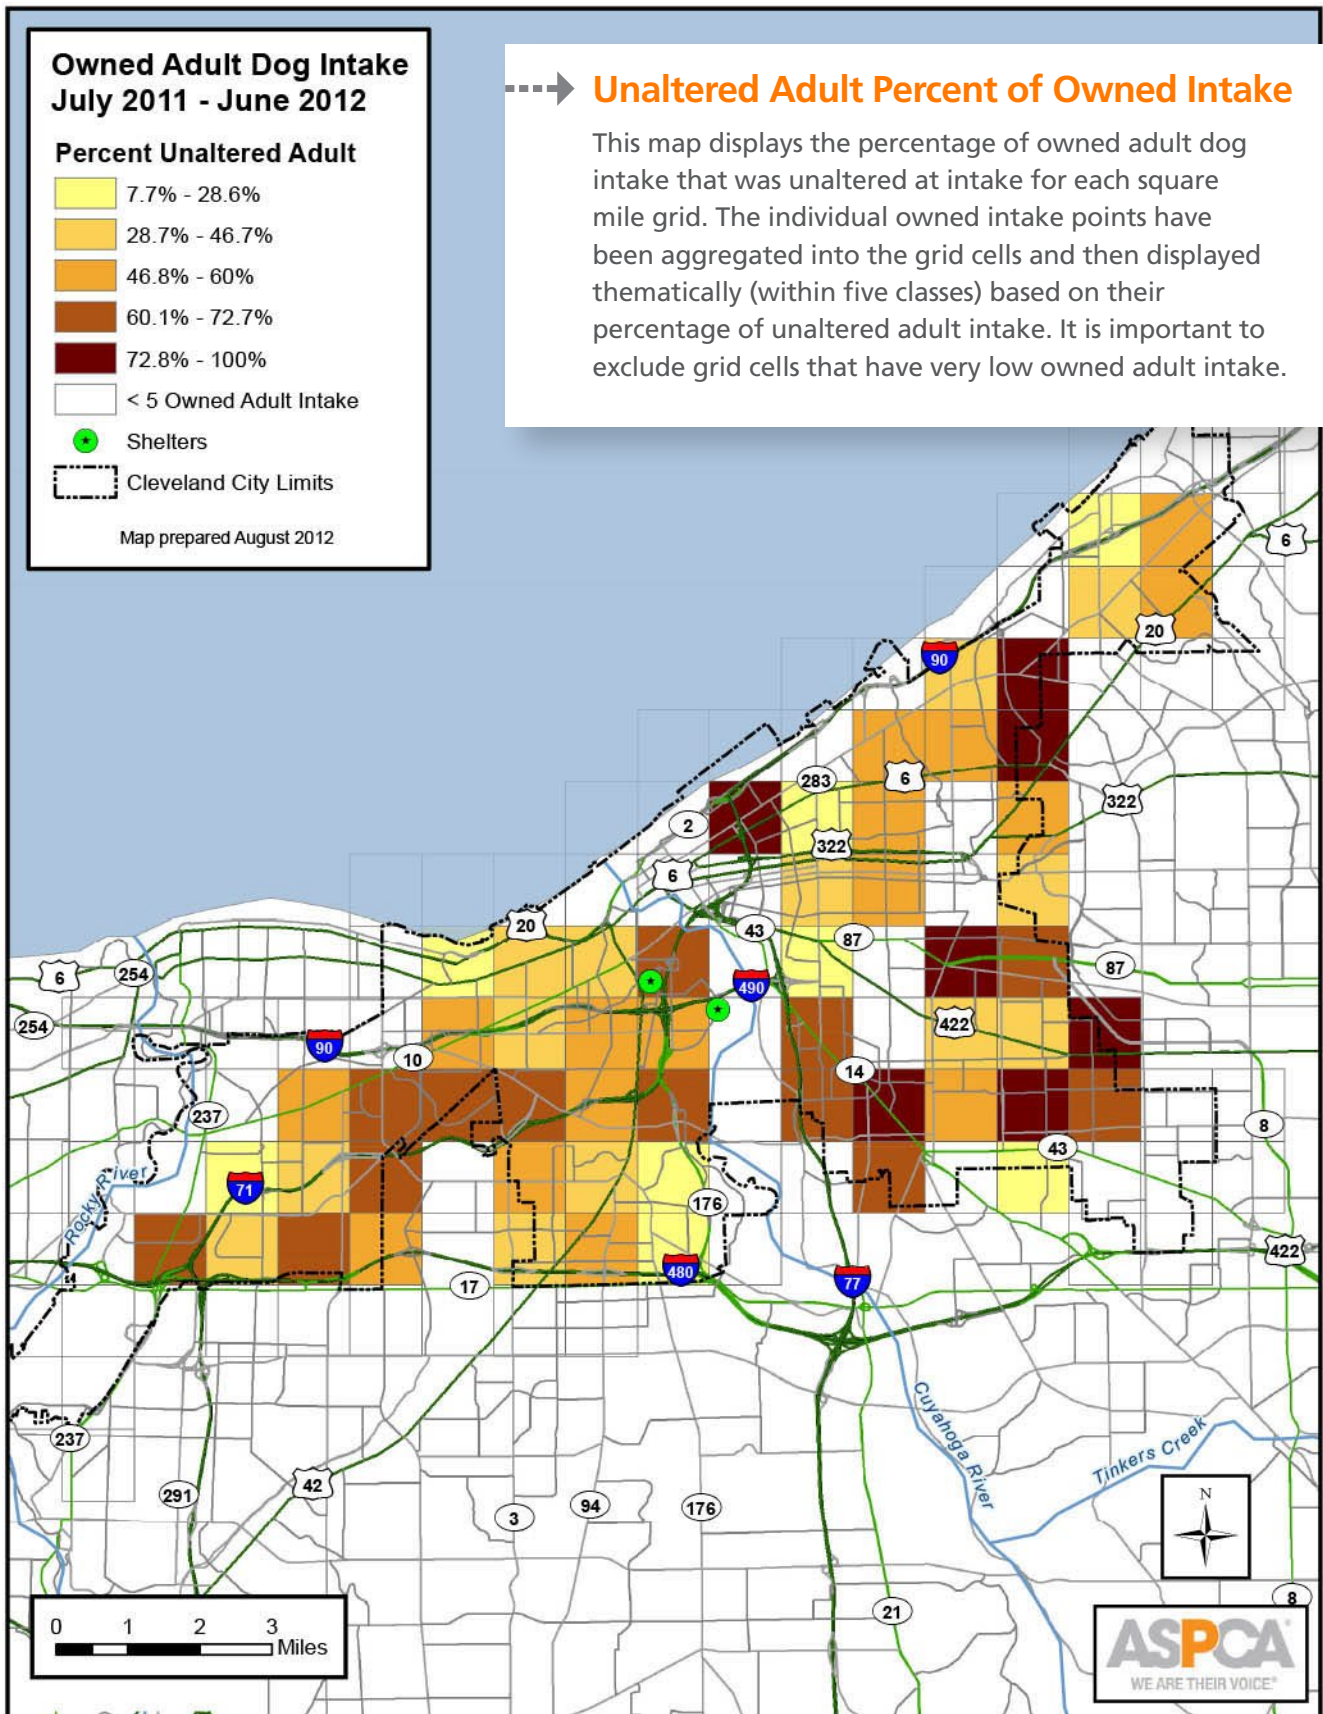 Owned Adult Dog Intake
July 2011 - June 2012
Percent Unaltered Adult
7.7% - 28.6%
28.7% - 46.7%
46.8% - 60%
60.1% - 72.7%
72.8% - 100%
< 5 Owned Adult Intake
Shelters
Cleveland City Limits
Map prepared August 2012
Unaltered Adult Percent of Owned Intake
This map displays the percentage of owned adult dog
intake that was unaltered at intake for each square
mile grid. The individual owned intake points have
been aggregated into the grid cells and then displayed
thematically (within five classes) based on their
percentage of unaltered adult intake. It is important to
exclude grid cells that have very low owned adult intake.
6
20
90
283
6
322
2
322
6
20
43
87
6
254
87
490
254
422
90
10
14
237
8
43
Rocky River
71
176
422
480
17
77
Cuyahoga River
237
Tinkers Creek
42
291
94
176
3
N
8
21
0 1 2 3
Miles
ASPCA®
WE ARE THEIR VOICE®